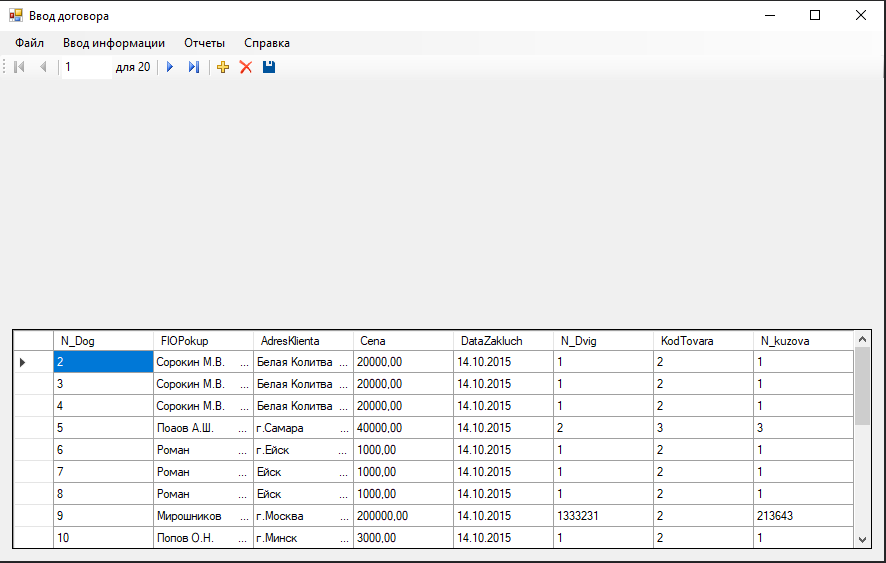 Ввод договора
Файл Ввод информации Отчеты Справка
1 для 20
N_Dog FIOPokup AdresKlienta Cena DataZakluch N_Dvig KodTovara N_kuzova
2 Сорокин М.В. ... Белая Колитва ... 20000,00 14.10.2015 1 2 1
3 Сорокин М.В. ... Белая Колитва ... 20000,00 14.10.2015 1 2 1
4 Сорокин М.В. ... Белая Колитва ... 20000,00 14.10.2015 1 2 1
5 Поаов А.Ш. ... г.Самара ... 40000,00 14.10.2015 2 3 3
6 Роман ... г.Ейск ... 1000,00 14.10.2015 1 2 1
7 Роман ... Ейск ... 1000,00 14.10.2015 1 2 1
8 Роман ... Ейск ... 1000,00 14.10.2015 1 2 1
9 Мирошников ... г.Москва ... 200000,00 14.10.2015 1333231 2 213643
10 Попов О.Н. ... г.Минск ... 3000,00 14.10.2015 1 2 1